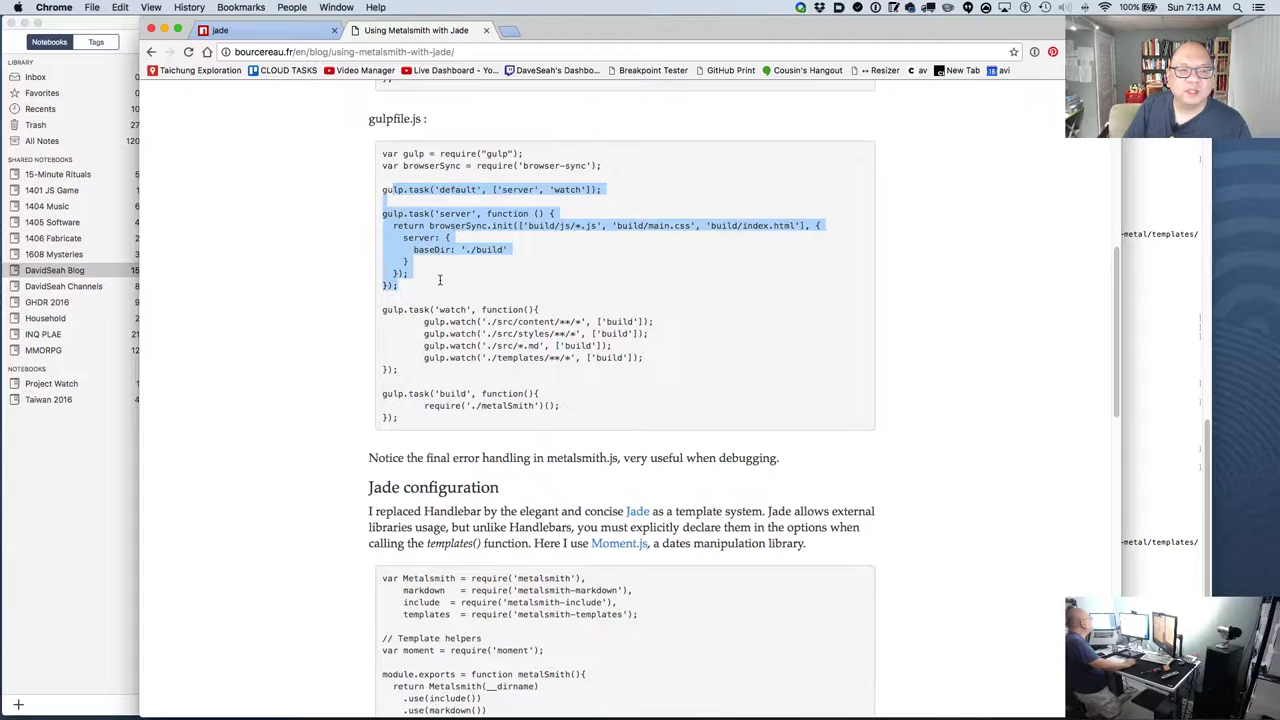 Chrome File Edit View History Bookmarks People Window Help
100% Sun 7:13 AM
Notebooks Tags
LIBRARY
Inbox 1
Favorites
Recents 10
Trash 27
All Notes 120
SHARED NOTEBOOKS
15-Minute Rituals
1401 JS Game
1404 Music
1405 Software
1406 Fabricate
1608 Mysteries
DavidSeah Blog 15
DavidSeah Channels
GHDR 2016
Household
INQ PLAE
MMORPG
NOTEBOOKS
Project Watch
Taiwan 2016
jade
Using Metalsmith with Jade
bourcereau.fr/en/blog/using-metalsmith-with-jade/
Taichung Exploration CLOUD TASKS Video Manager Live Dashboard - Yo... DaveSeah's Dashbo... Breakpoint Tester GitHub Print Cousin's Hangout ↔ Resizer av New Tab avi
gulpfile.js :
var gulp = require("gulp");
var browserSync = require('browser-sync');
gulp.task('default', ['server', 'watch']);
gulp.task('server', function () {
return browserSync.init(['build/js/*.js', 'build/main.css', 'build/index.html'], {
server: {
baseDir: './build'
}
});
});
gulp.task('watch', function(){
gulp.watch('./src/content/**/*', ['build']);
gulp.watch('./src/styles/**/*', ['build']);
gulp.watch('./src/*.md', ['build']);
gulp.watch('./templates/**/*', ['build']);
});
gulp.task('build', function(){
require('./metalSmith')();
});
Notice the final error handling in metalsmith.js, very useful when debugging.
Jade configuration
I replaced Handlebar by the elegant and concise Jade as a template system. Jade allows external
libraries usage, but unlike Handlebars, you must explicitly declare them in the options when
calling the templates() function. Here I use Moment.js, a dates manipulation library.
var Metalsmith = require('metalsmith'),
markdown = require('metalsmith-markdown'),
include = require('metalsmith-include'),
templates = require('metalsmith-templates');
// Template helpers
var moment = require('moment');
module.exports = function metalSmith(){
return Metalsmith(__dirname)
.use(include())
.use(markdown())
-metal/templates/
-metal/templates/